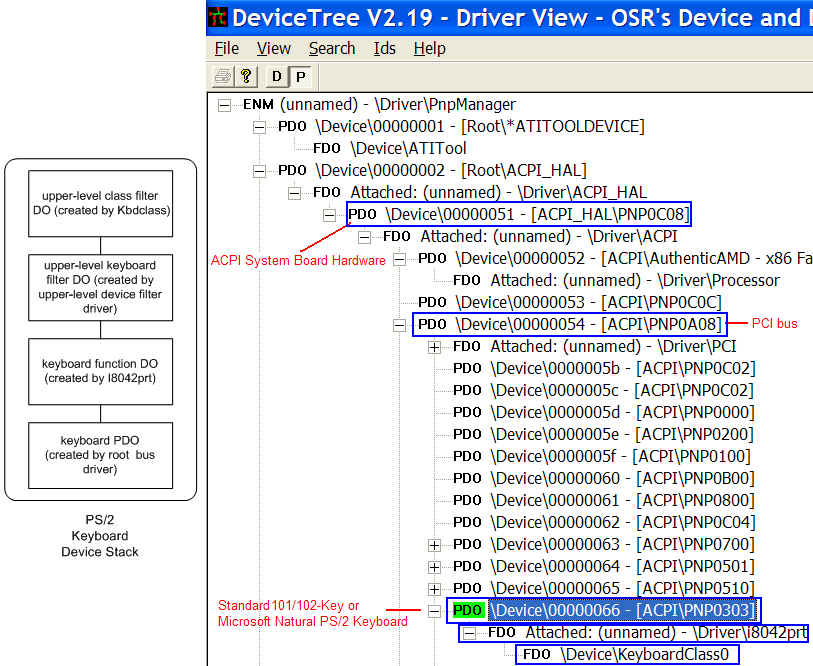 upper-level class filter
DO (created by Kbdclass)
upper-level keyboard
filter DO (created by
upper-level device filter
driver)
keyboard function DO
(created by I8042prt)
keyboard PDO
(created by root bus
driver)
PS/2
Keyboard
Device Stack
DeviceTree V2.19 - Driver View - OSR's Device and
File View Search Ids Help
D P
ENM (unnamed) - \Driver\PnpManager
PDO \Device\00000001 - [Root\*ATITOOLDEVICE]
FDO \Device\ATITool
PDO \Device\00000002 - [Root\ACPI_HAL]
FDO Attached: (unnamed) - \Driver\ACPI_HAL
PDO \Device\00000051 - [ACPI_HAL\PNP0C08]
FDO Attached: (unnamed) - \Driver\ACPI
ACPI System Board Hardware
PDO \Device\00000052 - [ACPI\AuthenticAMD - x86 Fa
FDO Attached: (unnamed) - \Driver\Processor
PDO \Device\00000053 - [ACPI\PNP0C0C]
PDO \Device\00000054 - [ACPI\PNP0A08]
PCI bus
FDO Attached: (unnamed) - \Driver\PCI
PDO \Device\0000005b - [ACPI\PNP0C02]
PDO \Device\0000005c - [ACPI\PNP0C02]
PDO \Device\0000005d - [ACPI\PNP0000]
PDO \Device\0000005e - [ACPI\PNP0200]
PDO \Device\0000005f - [ACPI\PNP0100]
PDO \Device\00000060 - [ACPI\PNP0B00]
PDO \Device\00000061 - [ACPI\PNP0800]
PDO \Device\00000062 - [ACPI\PNP0C04]
PDO \Device\00000063 - [ACPI\PNP0700]
PDO \Device\00000064 - [ACPI\PNP0501]
PDO \Device\00000065 - [ACPI\PNP0510]
Standard101/102-Key or
Microsoft Natural PS/2 Keyboard
PDO \Device\00000066 - [ACPI\PNP0303]
FDO Attached: (unnamed) - \Driver\i8042prt
FDO \Device\KeyboardClass0